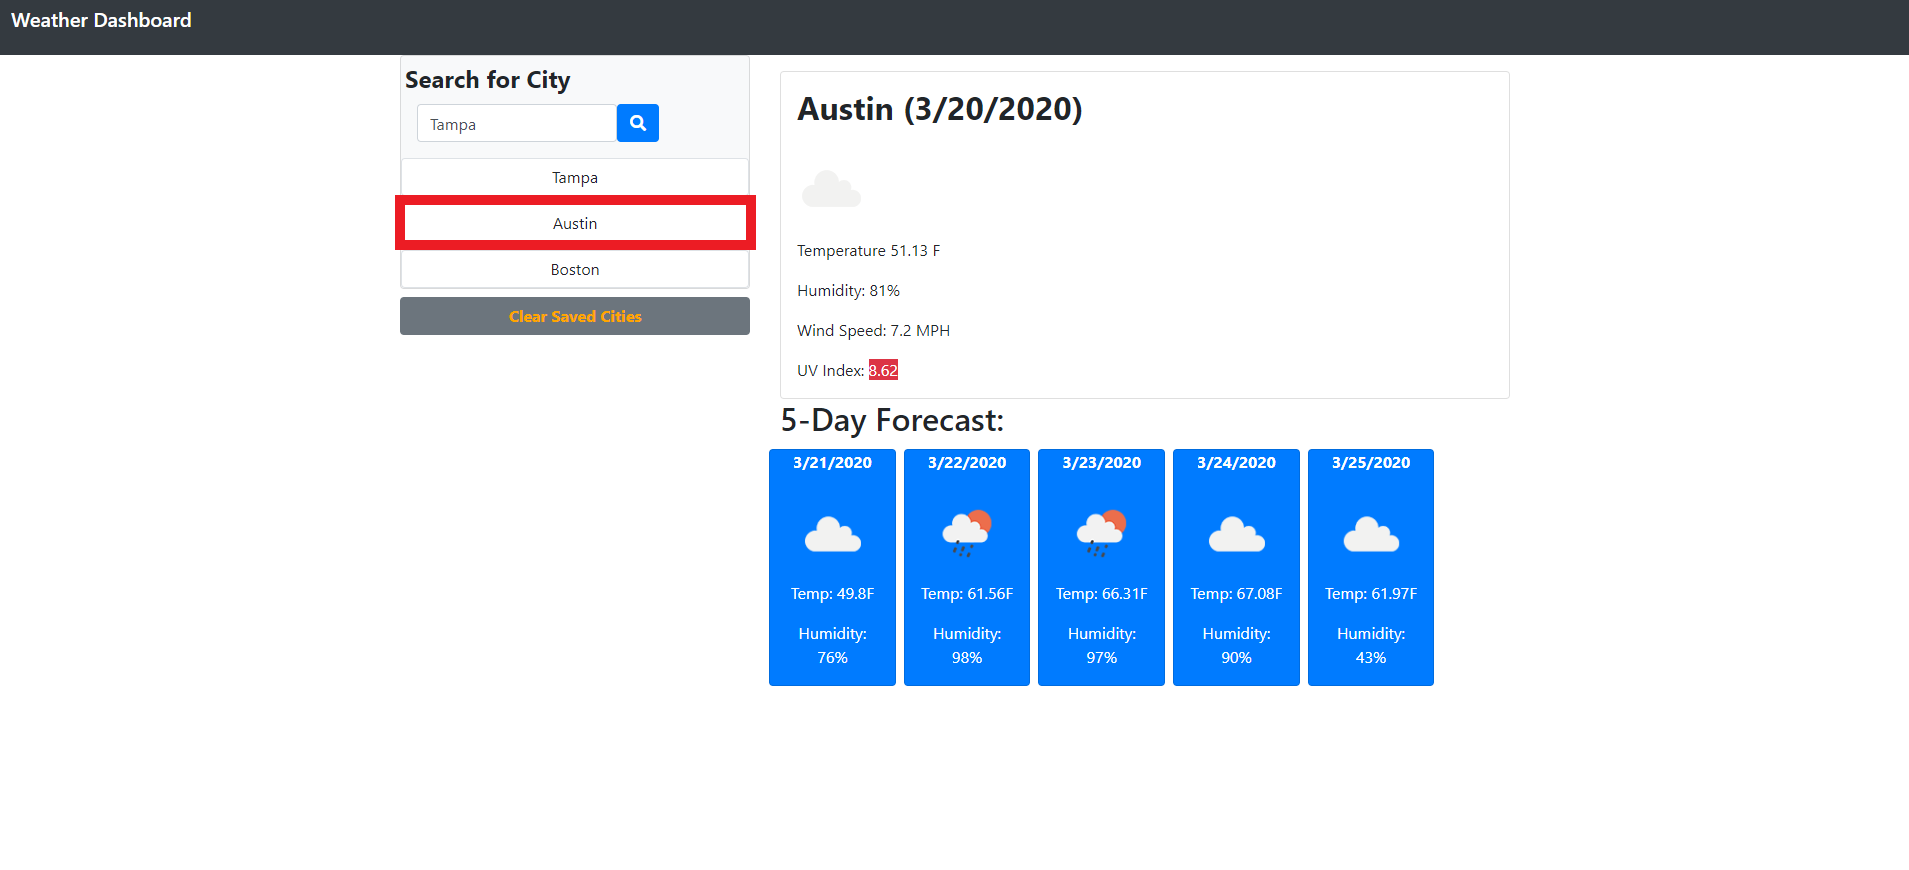 Weather Dashboard
Search for City
Tampa
Tampa
Austin
Boston
Clear Saved Cities
Austin (3/20/2020)
Temperature 51.13 F
Humidity: 81%
Wind Speed: 7.2 MPH
UV Index: 8.62
5-Day Forecast:
3/21/2020
Temp: 49.8F
Humidity:
76%
3/22/2020
Temp: 61.56F
Humidity:
98%
3/23/2020
Temp: 66.31F
Humidity:
97%
3/24/2020
Temp: 67.08F
Humidity:
90%
3/25/2020
Temp: 61.97F
Humidity:
43%